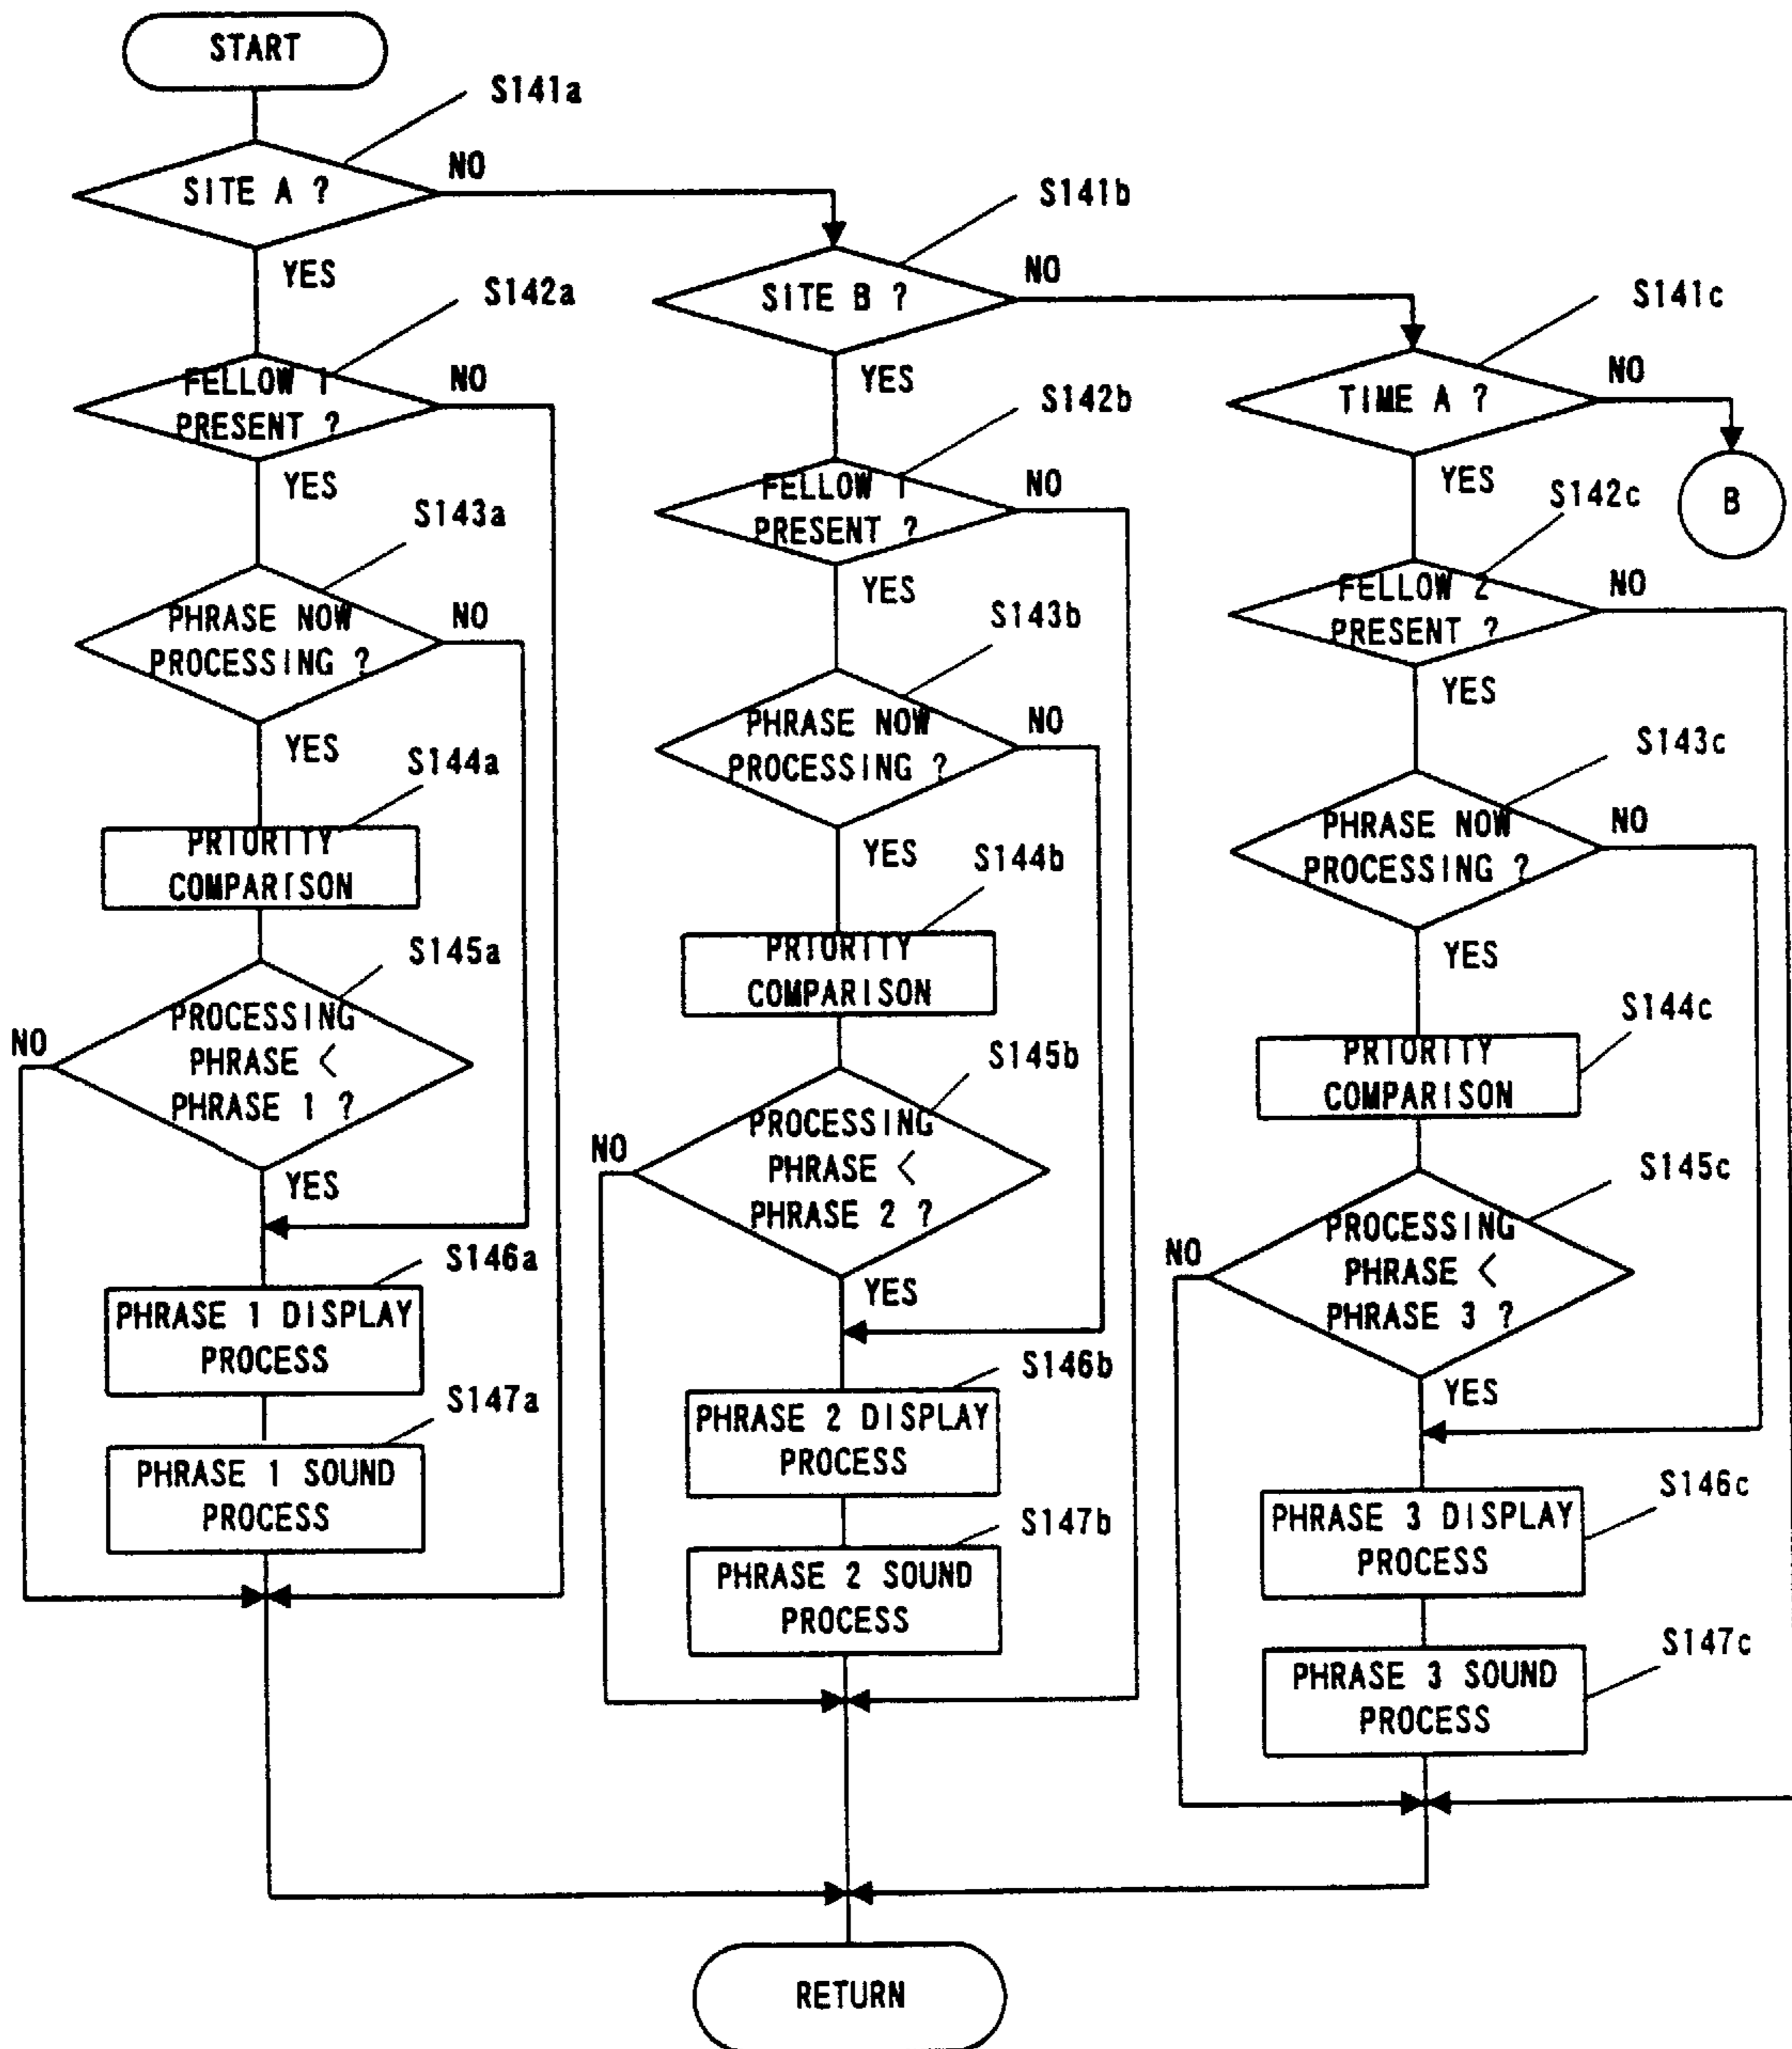 START
S141a
SITE A ?
NO
YES
S142a
FELLOW 1
PRESENT ?
NO
YES
S143a
PHRASE NOW
PROCESSING ?
NO
YES
S144a
PRIORITY
COMPARISON
S145a
PROCESSING
PHRASE <
PHRASE 1 ?
NO
YES
S146a
PHRASE 1 DISPLAY
PROCESS
S147a
PHRASE 1 SOUND
PROCESS
S141b
SITE B ?
NO
YES
S142b
FELLOW 1
PRESENT ?
NO
YES
S143b
PHRASE NOW
PROCESSING ?
NO
YES
S144b
PRIORITY
COMPARISON
S145b
PROCESSING
PHRASE <
PHRASE 2 ?
NO
YES
S146b
PHRASE 2 DISPLAY
PROCESS
S147b
PHRASE 2 SOUND
PROCESS
S141c
TIME A ?
NO
B
YES
S142c
FELLOW 2
PRESENT ?
NO
YES
S143c
PHRASE NOW
PROCESSING ?
NO
YES
S144c
PRIORITY
COMPARISON
S145c
PROCESSING
PHRASE <
PHRASE 3 ?
NO
YES
S146c
PHRASE 3 DISPLAY
PROCESS
S147c
PHRASE 3 SOUND
PROCESS
RETURN